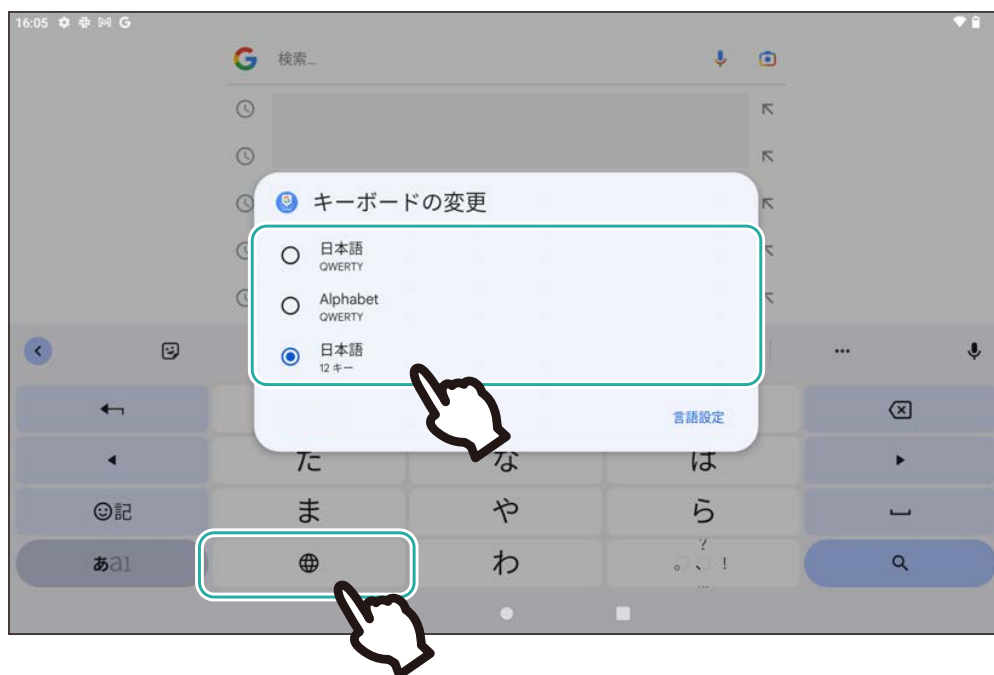 16:05 G
G 検索...
キーボードの変更
日本語
QWERTY
Alphabet
QWERTY
日本語
12 キー
言語設定
た な は
☺記 ま や ら
あa1 わ 。、?!…